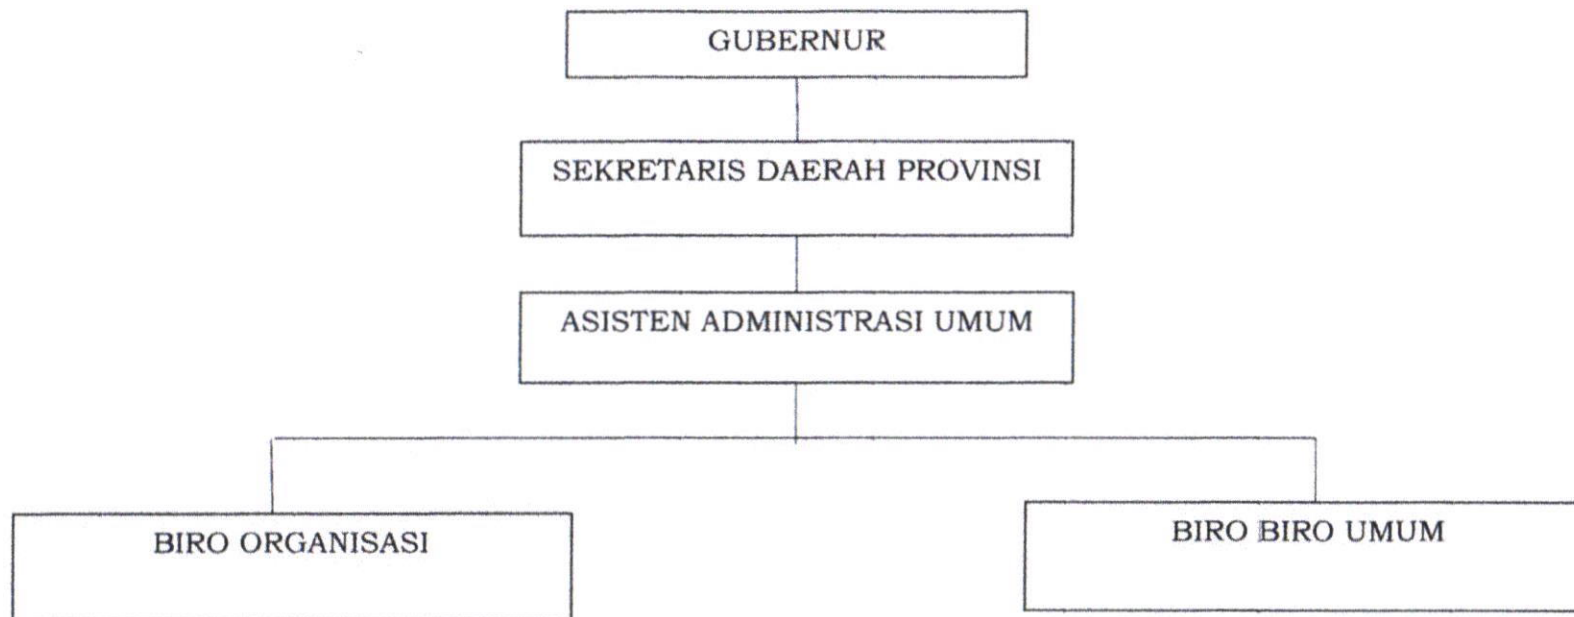 GUBERNUR
SEKRETARIS DAERAH PROVINSI
ASISTEN ADMINISTRASI UMUM
BIRO ORGANISASI
BIRO BIRO UMUM